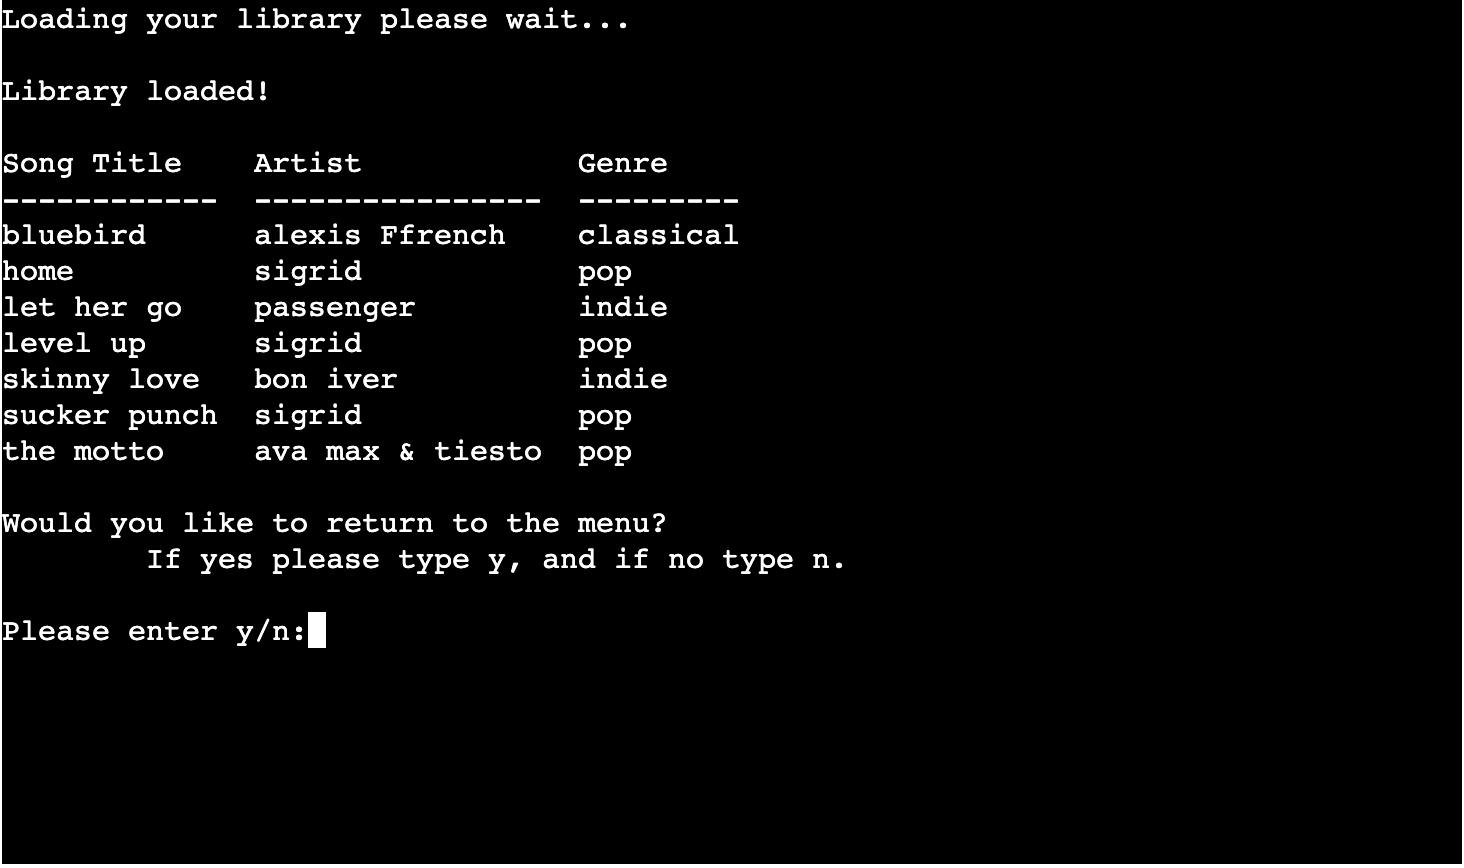 Loading your library please wait...
Library loaded!
Song Title    Artist            Genre
------------  ----------------  ---------
bluebird      alexis Ffrench    classical
home          sigrid            pop
let her go    passenger         indie
level up      sigrid            pop
skinny love   bon iver          indie
sucker punch  sigrid            pop
the motto     ava max & tiesto  pop
Would you like to return to the menu?
        If yes please type y, and if no type n.
Please enter y/n: